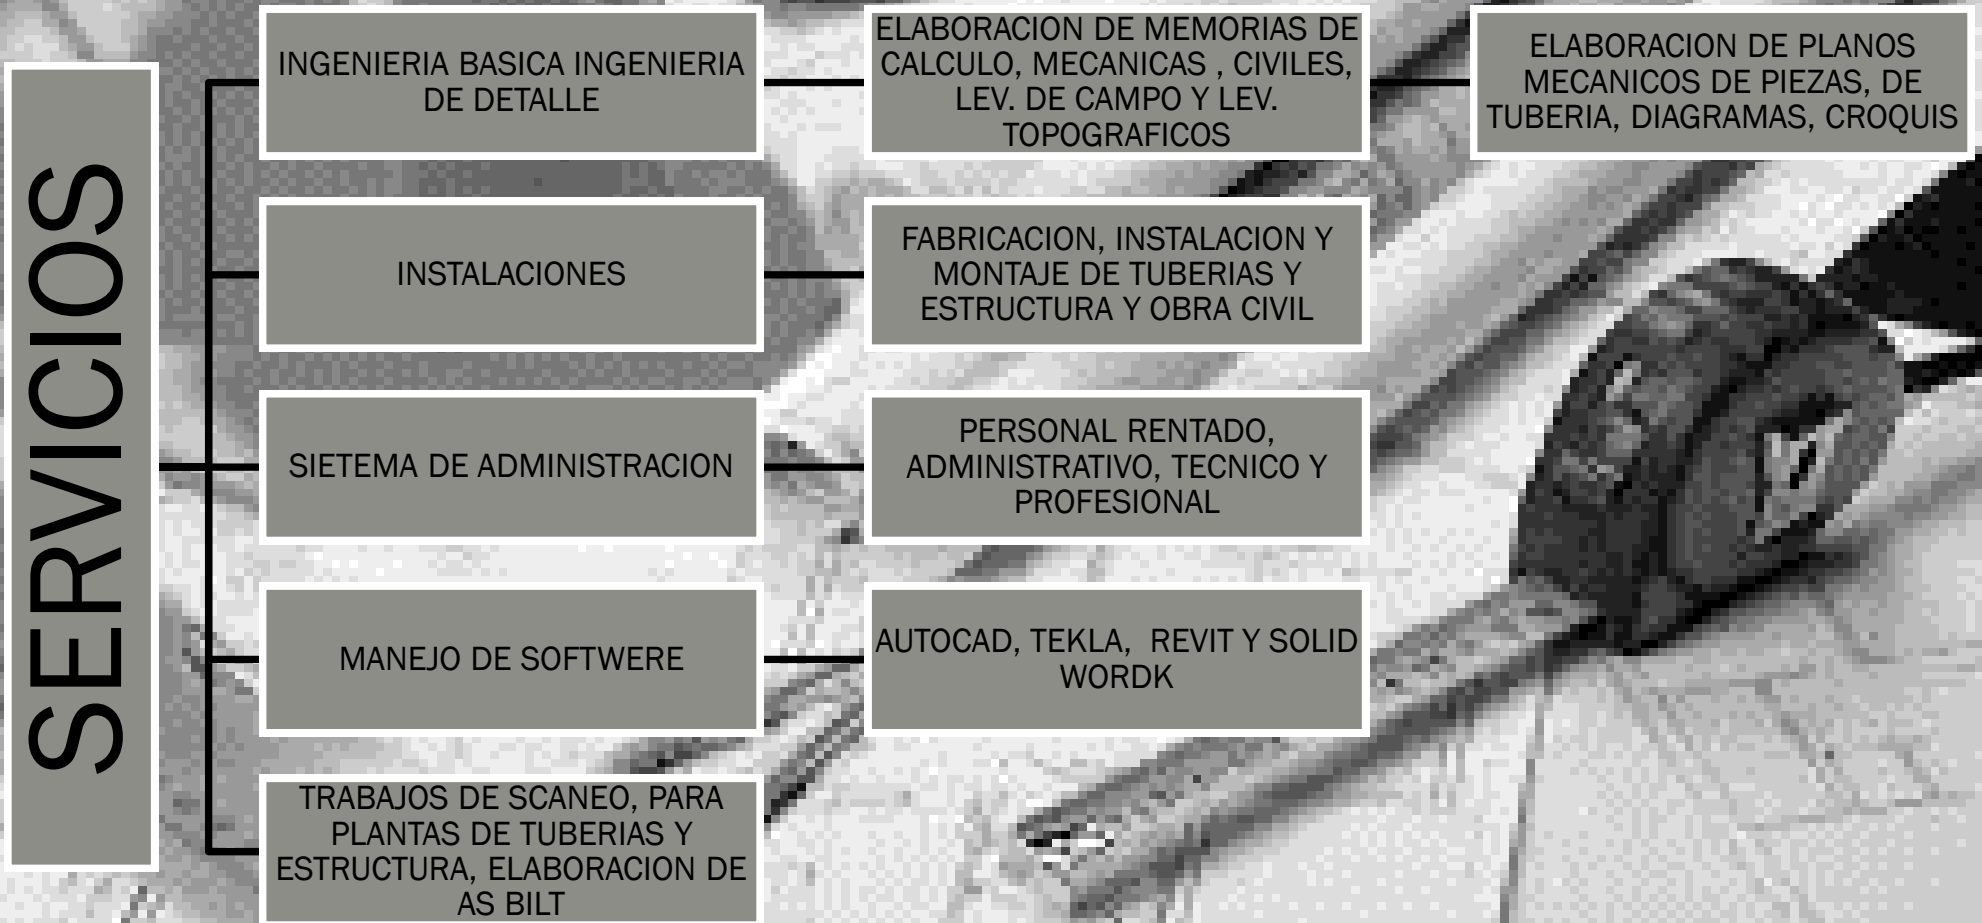 SERVICIOS
INGENIERIA BASICA INGENIERIA
DE DETALLE
ELABORACION DE MEMORIAS DE
CALCULO, MECANICAS , CIVILES,
LEV. DE CAMPO Y LEV.
TOPOGRAFICOS
ELABORACION DE PLANOS
MECANICOS DE PIEZAS, DE
TUBERIA, DIAGRAMAS, CROQUIS
INSTALACIONES
FABRICACION, INSTALACION Y
MONTAJE DE TUBERIAS Y
ESTRUCTURA Y OBRA CIVIL
SIETEMA DE ADMINISTRACION
PERSONAL RENTADO,
ADMINISTRATIVO, TECNICO Y
PROFESIONAL
MANEJO DE SOFTWERE
AUTOCAD, TEKLA,  REVIT Y SOLID
WORDK
TRABAJOS DE SCANEO, PARA
PLANTAS DE TUBERIAS Y
ESTRUCTURA, ELABORACION DE
AS BILT